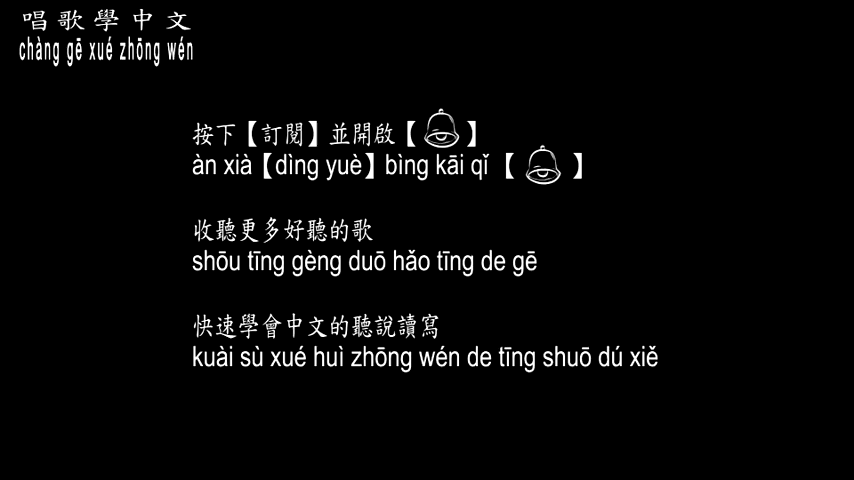 唱歌學中文
chàng gē xué zhōng wén
按下【訂閱】並開啟【】
àn xià【dìng yuè】bìng kāi qǐ【】
收聽更多好聽的歌
shōu tīng gèng duō hǎo tīng de gē
快速學會中文的聽說讀寫
kuài sù xué huì zhōng wén de tīng shuō dú xiě